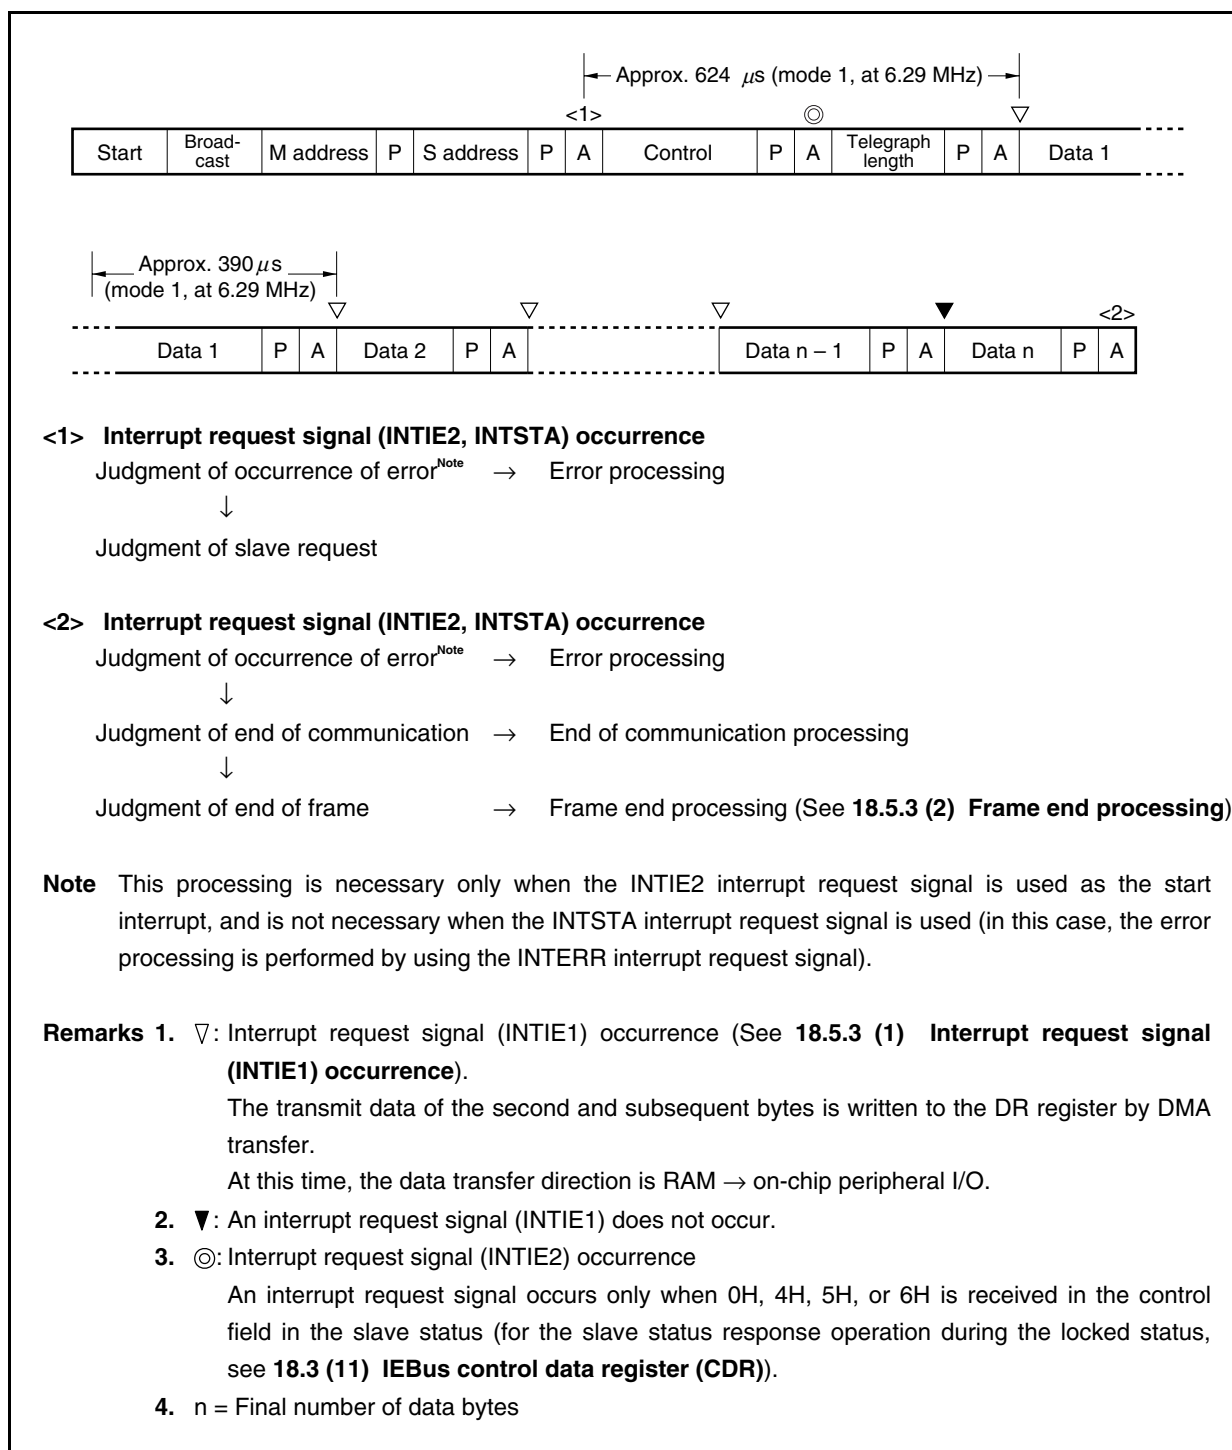 Approx. 624 μs (mode 1, at 6.29 MHz)
<1> ◎ ▽
Start Broad-cast M address P S address P A Control P A Telegraph length P A Data 1
Approx. 390 μs
(mode 1, at 6.29 MHz)
▽ ▽ ▽ ▼ <2>
Data 1 P A Data 2 P A Data n – 1 P A Data n P A
<1> Interrupt request signal (INTIE2, INTSTA) occurrence
Judgment of occurrence of errorNote → Error processing
↓
Judgment of slave request
<2> Interrupt request signal (INTIE2, INTSTA) occurrence
Judgment of occurrence of errorNote → Error processing
↓
Judgment of end of communication → End of communication processing
↓
Judgment of end of frame → Frame end processing (See 18.5.3 (2) Frame end processing)
Note This processing is necessary only when the INTIE2 interrupt request signal is used as the start
interrupt, and is not necessary when the INTSTA interrupt request signal is used (in this case, the error
processing is performed by using the INTERR interrupt request signal).
Remarks 1. ▽: Interrupt request signal (INTIE1) occurrence (See 18.5.3 (1) Interrupt request signal
(INTIE1) occurrence).
The transmit data of the second and subsequent bytes is written to the DR register by DMA
transfer.
At this time, the data transfer direction is RAM → on-chip peripheral I/O.
2. ▼: An interrupt request signal (INTIE1) does not occur.
3. ◎: Interrupt request signal (INTIE2) occurrence
An interrupt request signal occurs only when 0H, 4H, 5H, or 6H is received in the control
field in the slave status (for the slave status response operation during the locked status,
see 18.3 (11) IEBus control data register (CDR)).
4. n = Final number of data bytes